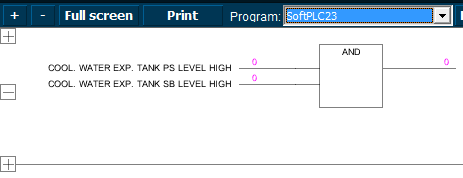 + - Full screen Print Program: SoftPLC23
AND
COOL. WATER EXP. TANK PS LEVEL HIGH 0 0
COOL. WATER EXP. TANK SB LEVEL HIGH 0